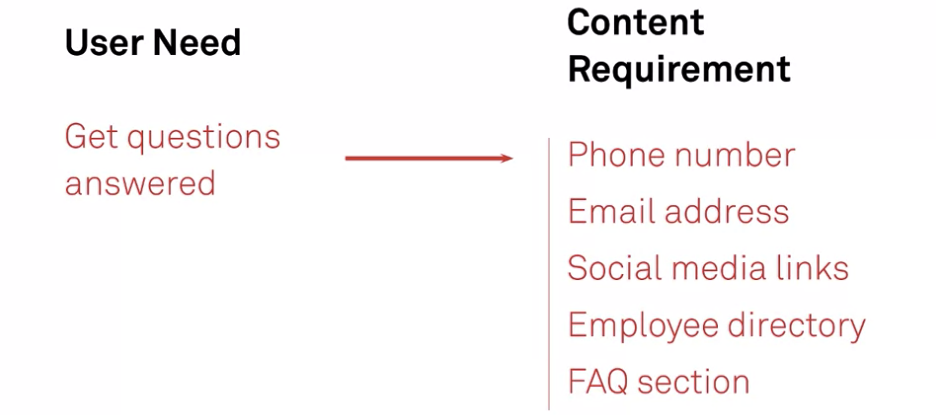 User Need
Get questions
answered
Content
Requirement
Phone number
Email address
Social media links
Employee directory
FAQ section